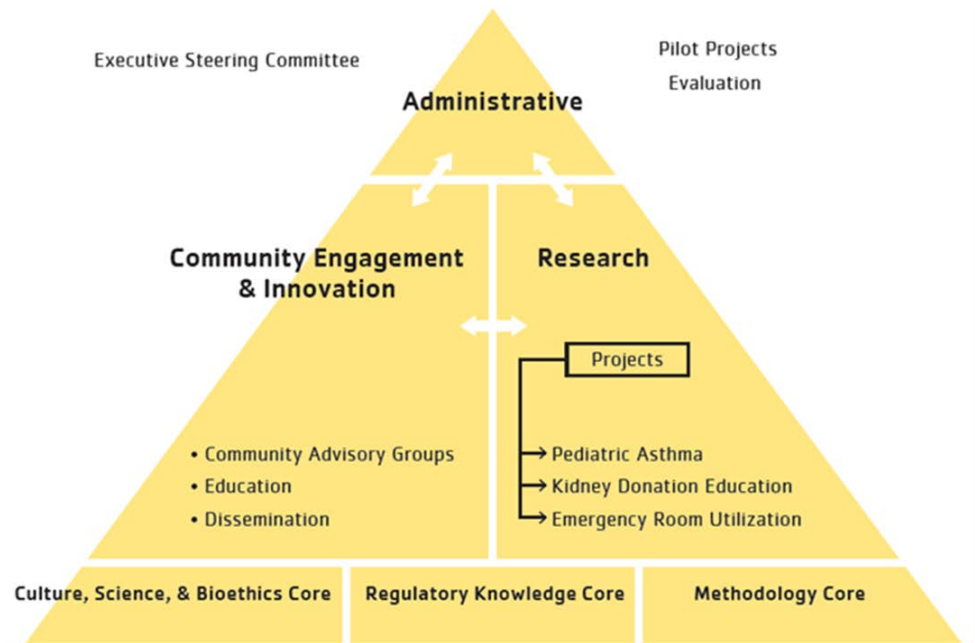 Executive Steering Committee
Pilot Projects
Evaluation
Administrative
Community Engagement
& Innovation
Research
Projects
• Community Advisory Groups
• Education
• Dissemination
Pediatric Asthma
Kidney Donation Education
Emergency Room Utilization
Culture, Science, & Bioethics Core
Regulatory Knowledge Core
Methodology Core